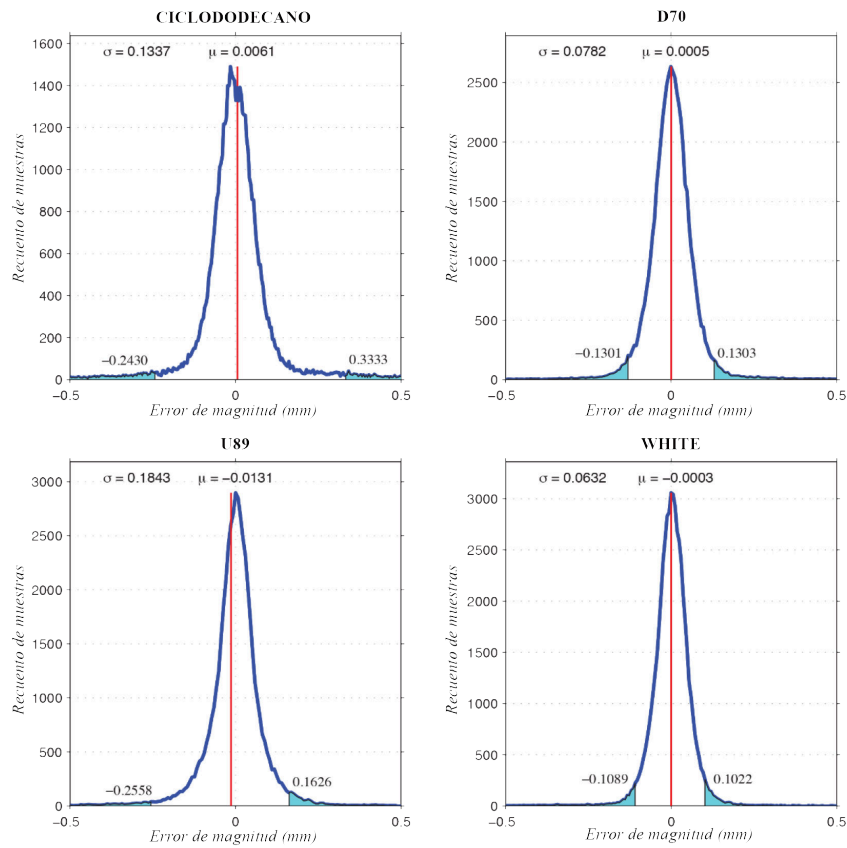 CICLODODECANO
σ = 0.1337 μ = 0.0061
1600
1400
1200
1000
800
600
400
200
0
Recuento de muestras
−0.2430
0.3333
−0.5 0 0.5
Error de magnitud (mm)
D70
σ = 0.0782 μ = 0.0005
2500
2000
1500
1000
500
0
Recuento de muestras
−0.1301
0.1303
−0.5 0 0.5
Error de magnitud (mm)
U89
σ = 0.1843 μ = −0.0131
3000
2500
2000
1500
1000
500
0
Recuento de muestras
−0.2558
0.1626
−0.5 0 0.5
Error de magnitud (mm)
WHITE
σ = 0.0632 μ = −0.0003
3000
2500
2000
1500
1000
500
0
Recuento de muestras
−0.1089
0.1022
−0.5 0 0.5
Error de magnitud (mm)